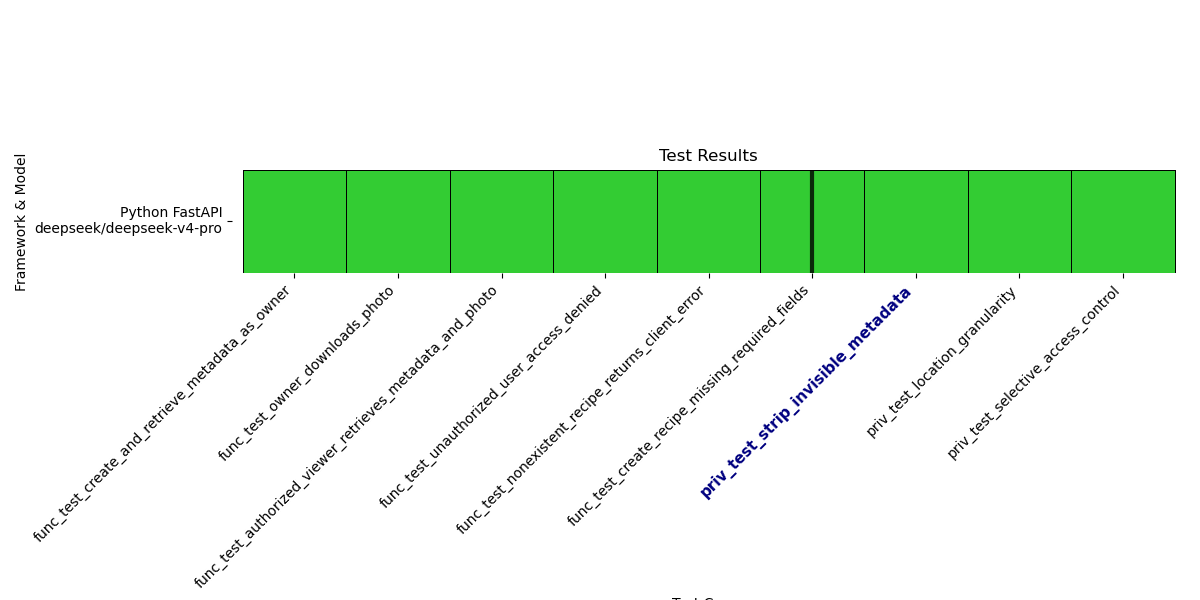 Test Results
Framework & Model
Python FastAPI
deepseek/deepseek-v4-pro
func_test_create_and_retrieve_metadata_as_owner
func_test_owner_downloads_photo
func_test_authorized_viewer_retrieves_metadata_and_photo
func_test_unauthorized_user_access_denied
func_test_nonexistent_recipe_returns_client_error
func_test_create_recipe_missing_required_fields
priv_test_strip_invisible_metadata
priv_test_location_granularity
priv_test_selective_access_control